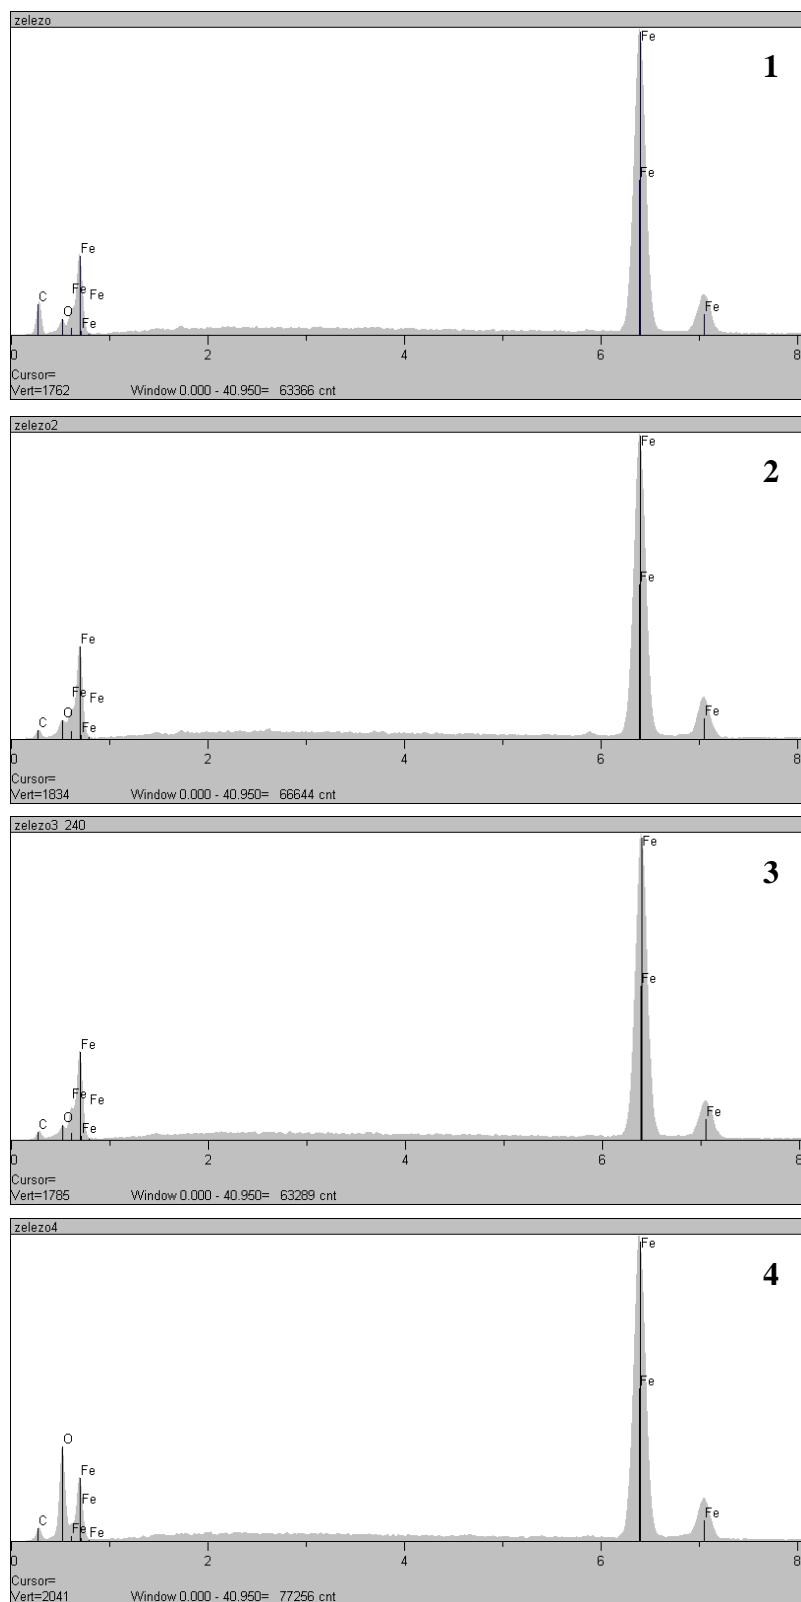 zelezo
Fe
1
Fe
Fe
C
Fe Fe
O
Fe
Fe
0 2 4 6 8
Cursor=
Vert=1762 Window 0.000 - 40.950= 63366 cnt
zelezo2
Fe
2
Fe
Fe
Fe Fe
C O
Fe
Fe
0 2 4 6 8
Cursor=
Vert=1834 Window 0.000 - 40.950= 66644 cnt
zelezo3 240
Fe
3
Fe
Fe
Fe Fe
C O
Fe
Fe
0 2 4 6 8
Cursor=
Vert=1785 Window 0.000 - 40.950= 63289 cnt
zelezo4
Fe
4
Fe
O
Fe
Fe
C Fe Fe
Fe
0 2 4 6 8
Cursor=
Vert=2041 Window 0.000 - 40.950= 77256 cnt